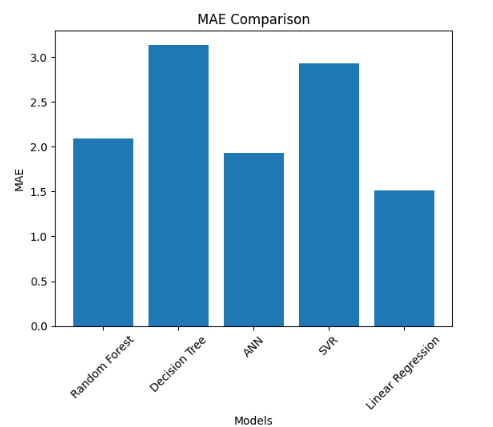 MAE Comparison
MAE
3.0
2.5
2.0
1.5
1.0
0.5
0.0
Random Forest
Decision Tree
ANN
SVR
Linear Regression
Models